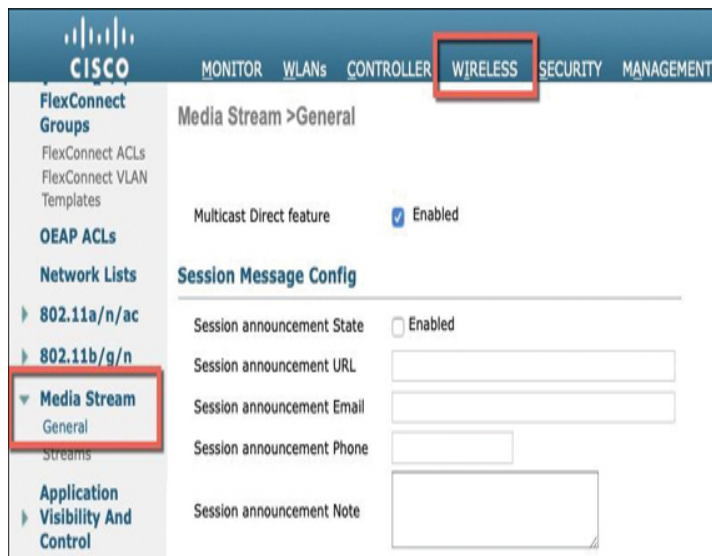 CISCO
MONITOR WLANs CONTROLLER WIRELESS SECURITY MANAGEMENT
FlexConnect
Groups
FlexConnect ACLs
FlexConnect VLAN
Templates
OEAP ACLs
Network Lists
802.11a/n/ac
802.11b/g/n
Media Stream
General
Streams
Application
Visibility And
Control
Media Stream >General
Multicast Direct feature Enabled
Session Message Config
Session announcement State Enabled
Session announcement URL
Session announcement Email
Session announcement Phone
Session announcement Note